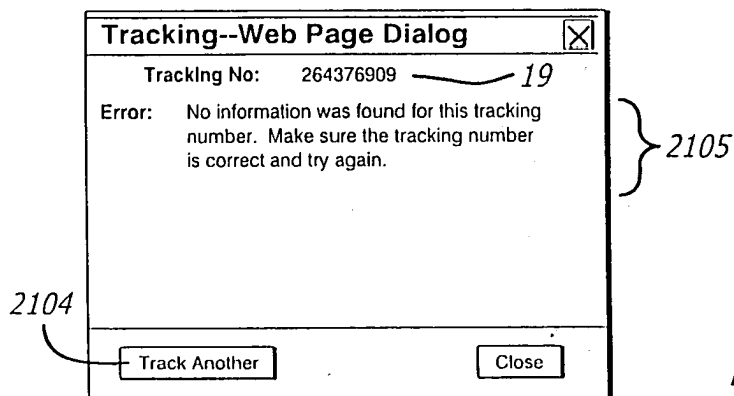 Tracking--Web Page Dialog
Tracking No: 264376909 19
Error: No information was found for this tracking
number. Make sure the tracking number
is correct and try again.
2105
2104
Track Another Close